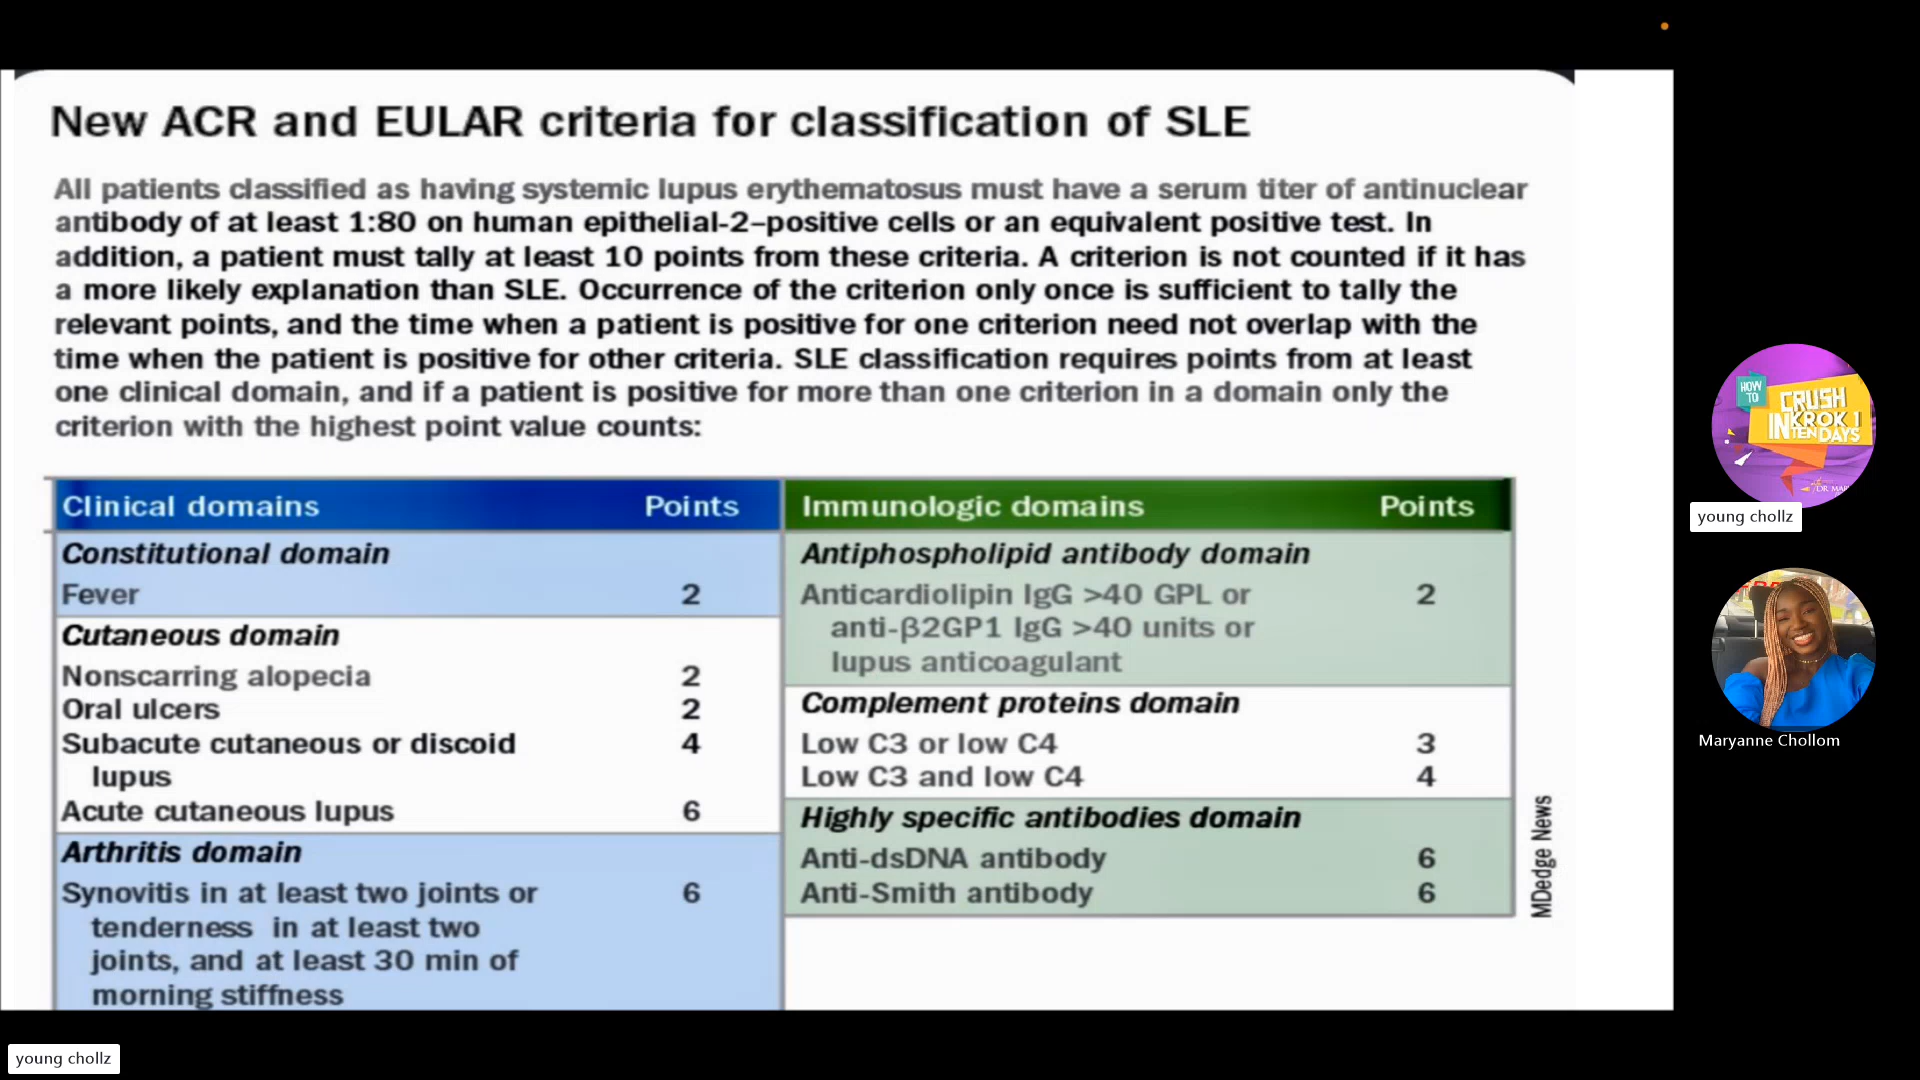 New ACR and EULAR criteria for classification of SLE
All patients classified as having systemic lupus erythematosus must have a serum titer of antinuclear
antibody of at least 1:80 on human epithelial-2–positive cells or an equivalent positive test. In
addition, a patient must tally at least 10 points from these criteria. A criterion is not counted if it has
a more likely explanation than SLE. Occurrence of the criterion only once is sufficient to tally the
relevant points, and the time when a patient is positive for one criterion need not overlap with the
time when the patient is positive for other criteria. SLE classification requires points from at least
one clinical domain, and if a patient is positive for more than one criterion in a domain only the
criterion with the highest point value counts:
Clinical domains Points
Constitutional domain
Fever 2
Cutaneous domain
Nonscarring alopecia 2
Oral ulcers 2
Subacute cutaneous or discoid 4
lupus
Acute cutaneous lupus 6
Arthritis domain
Synovitis in at least two joints or 6
tenderness in at least two
joints, and at least 30 min of
morning stiffness
Immunologic domains Points
Antiphospholipid antibody domain
Anticardiolipin IgG >40 GPL or 2
anti-β2GP1 IgG >40 units or
lupus anticoagulant
Complement proteins domain
Low C3 or low C4 3
Low C3 and low C4 4
Highly specific antibodies domain
Anti-dsDNA antibody 6
Anti-Smith antibody 6
MDedge News
HOW
TO
CRUSH
KROK 1
IN TEN DAYS
DR. MAR
young chollz
Maryanne Chollom
young chollz